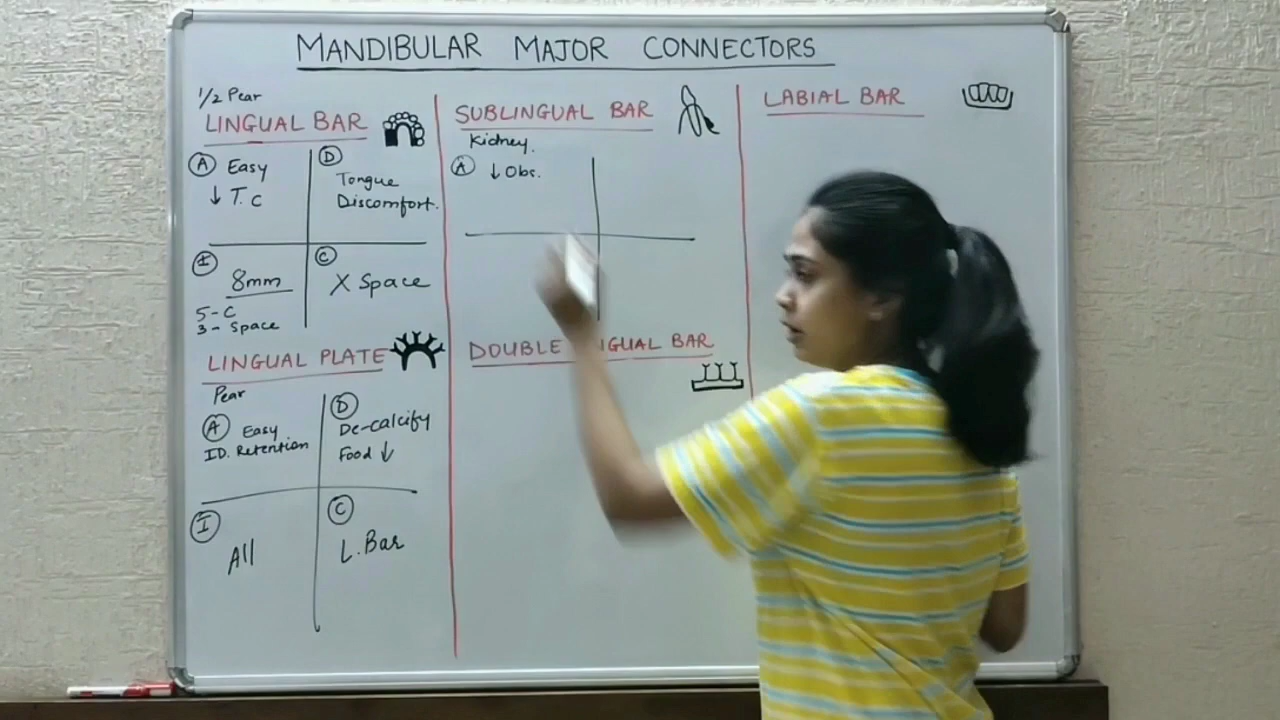 MANDIBULAR MAJOR CONNECTORS
1/2 Pear
LINGUAL BAR
A Easy
↓ T.C
D
Tongue
Discomfort.
I
8mm
5-C
3- Space
C
X Space
LINGUAL PLATE
Pear
A Easy
ID. Retention
D
De-calcify
Food ↓
I
All
C
L. Bar
SUBLINGUAL BAR
Kidney.
A ↓ Obs.
DOUBLE BAR
LABIAL BAR